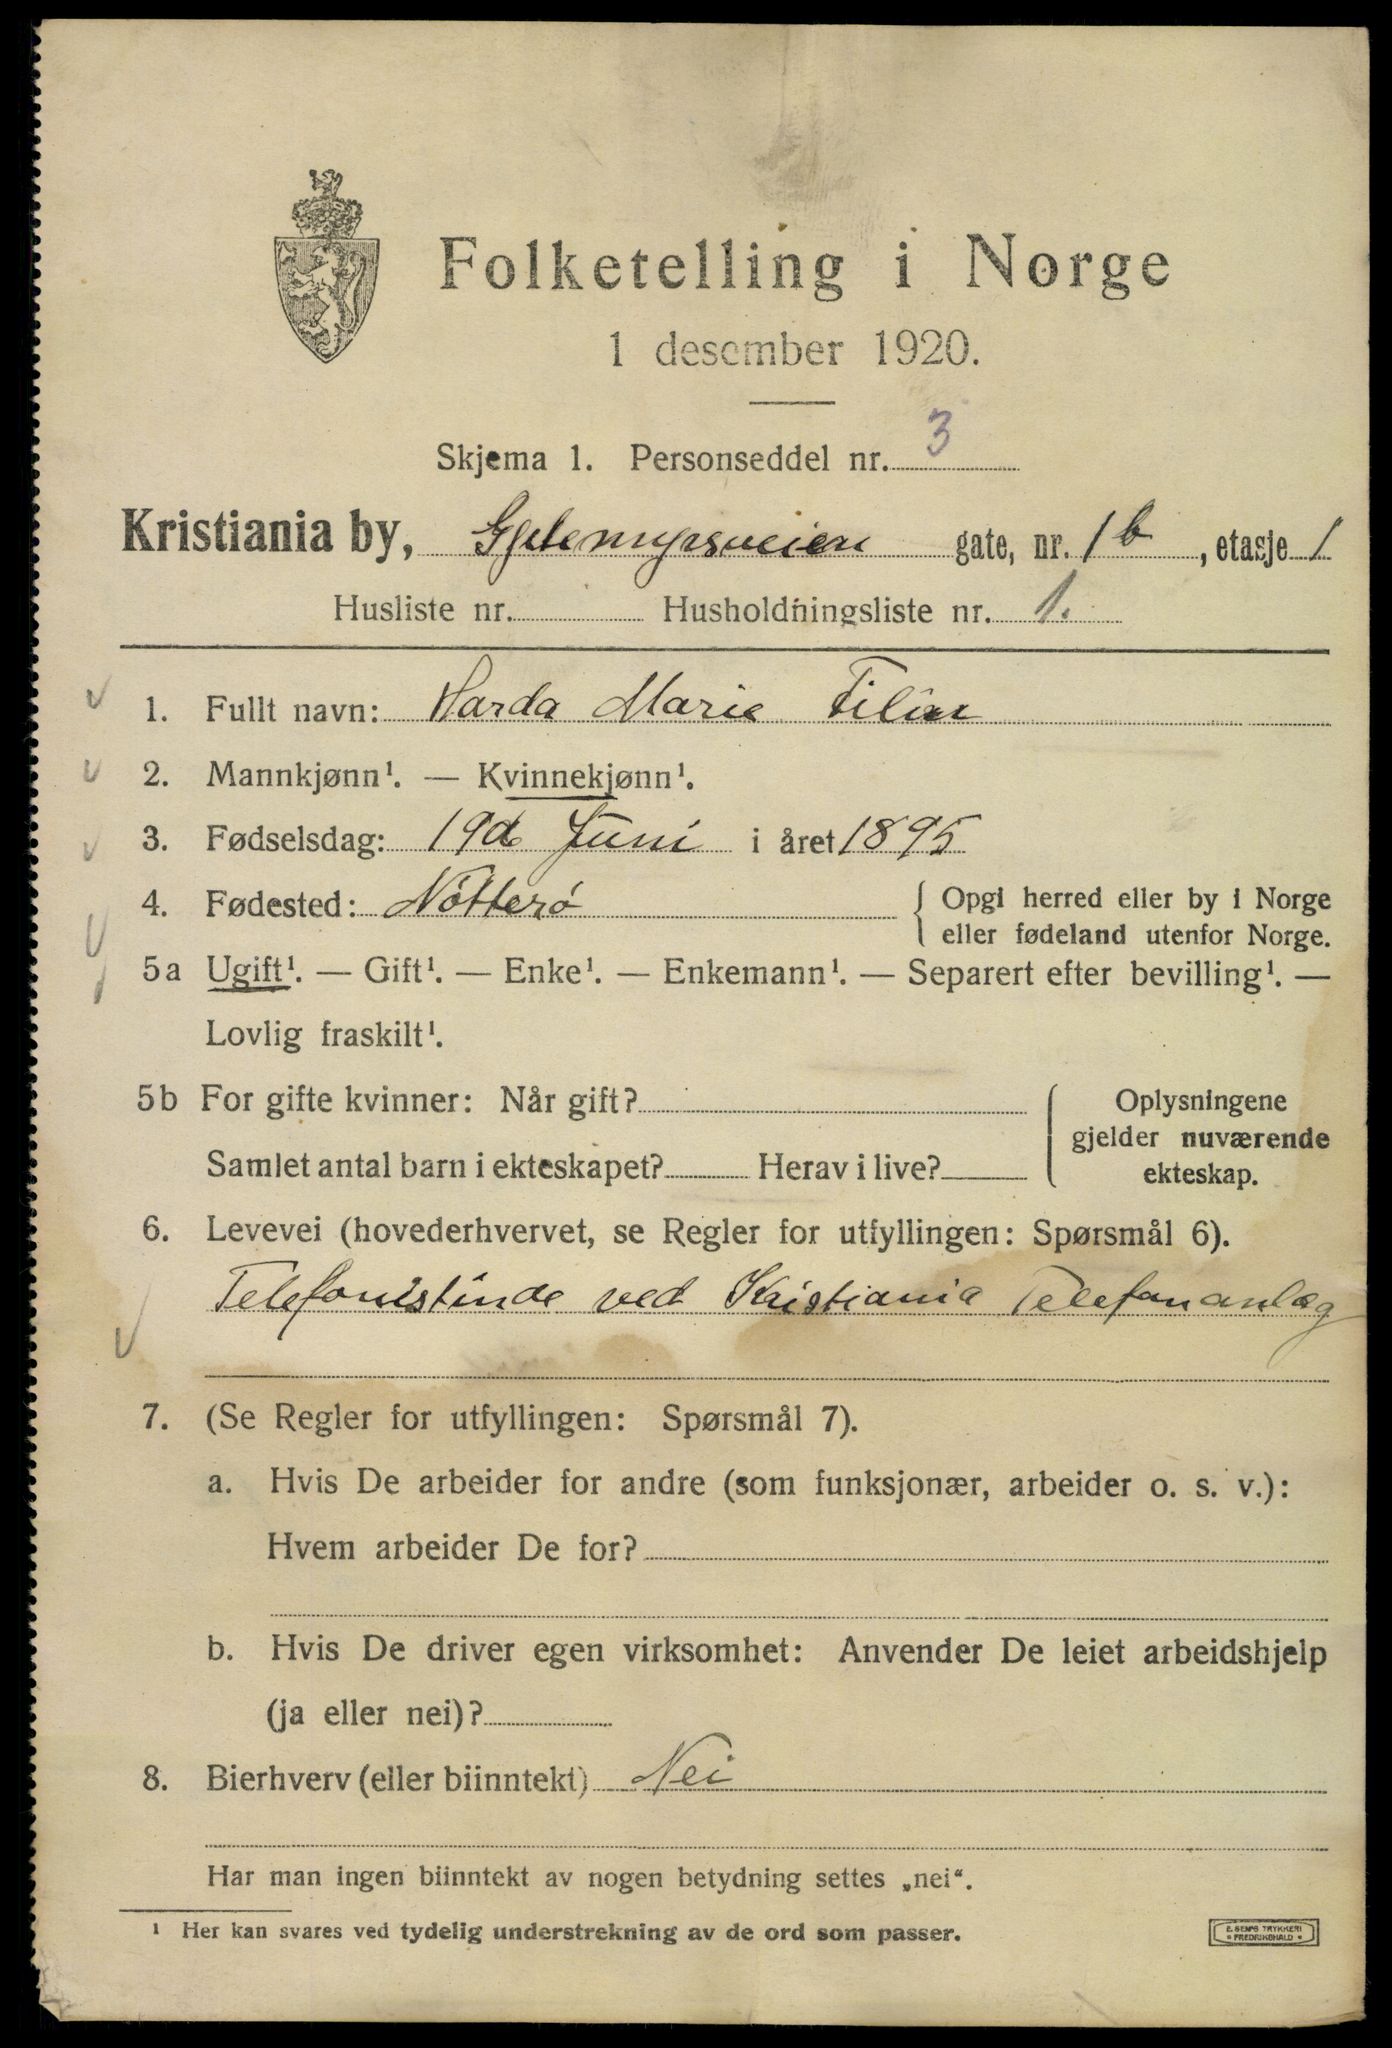 Folketelling i Norge
1 desember 1920.
Skjema 1. Personseddel nr. 3
Kristiania by, Gjetemyrsveien gate, nr. 1b, etasje 1
Husliste nr. Husholdningsliste nr. 1.
1. Fullt navn: Harda Marie
2. Mannkjønn¹. — Kvinnekjønn¹.
3. Fødselsdag: 19de Juni i året 1895
4. Fødested: Nötterö { Opgi herred eller by i Norge
eller fødeland utenfor Norge.
5a Ugift¹. — Gift¹. — Enke¹. — Enkemann¹. — Separert efter bevilling¹. —
Lovlig fraskilt¹.
5b For gifte kvinner: Når gift? { Oplysningene
gjelder nuværende
Samlet antal barn i ekteskapet? Herav i live? ekteskap.
6. Levevei (hovederhvervet, se Regler for utfyllingen: Spørsmål 6).
Telefonistinde ved Kristiania Telefonanlæg
7. (Se Regler for utfyllingen: Spørsmål 7).
a. Hvis De arbeider for andre (som funksjonær, arbeider o. s. v.):
Hvem arbeider De for?
b. Hvis De driver egen virksomhet: Anvender De leiet arbeidshjelp
(ja eller nei)?
8. Bierhverv (eller biinntekt) Nei
Har man ingen biinntekt av nogen betydning settes „nei“.
¹ Her kan svares ved tydelig understrekning av de ord som passer.
E. SEM'S TRYKKERI
FREDRIKSHALD